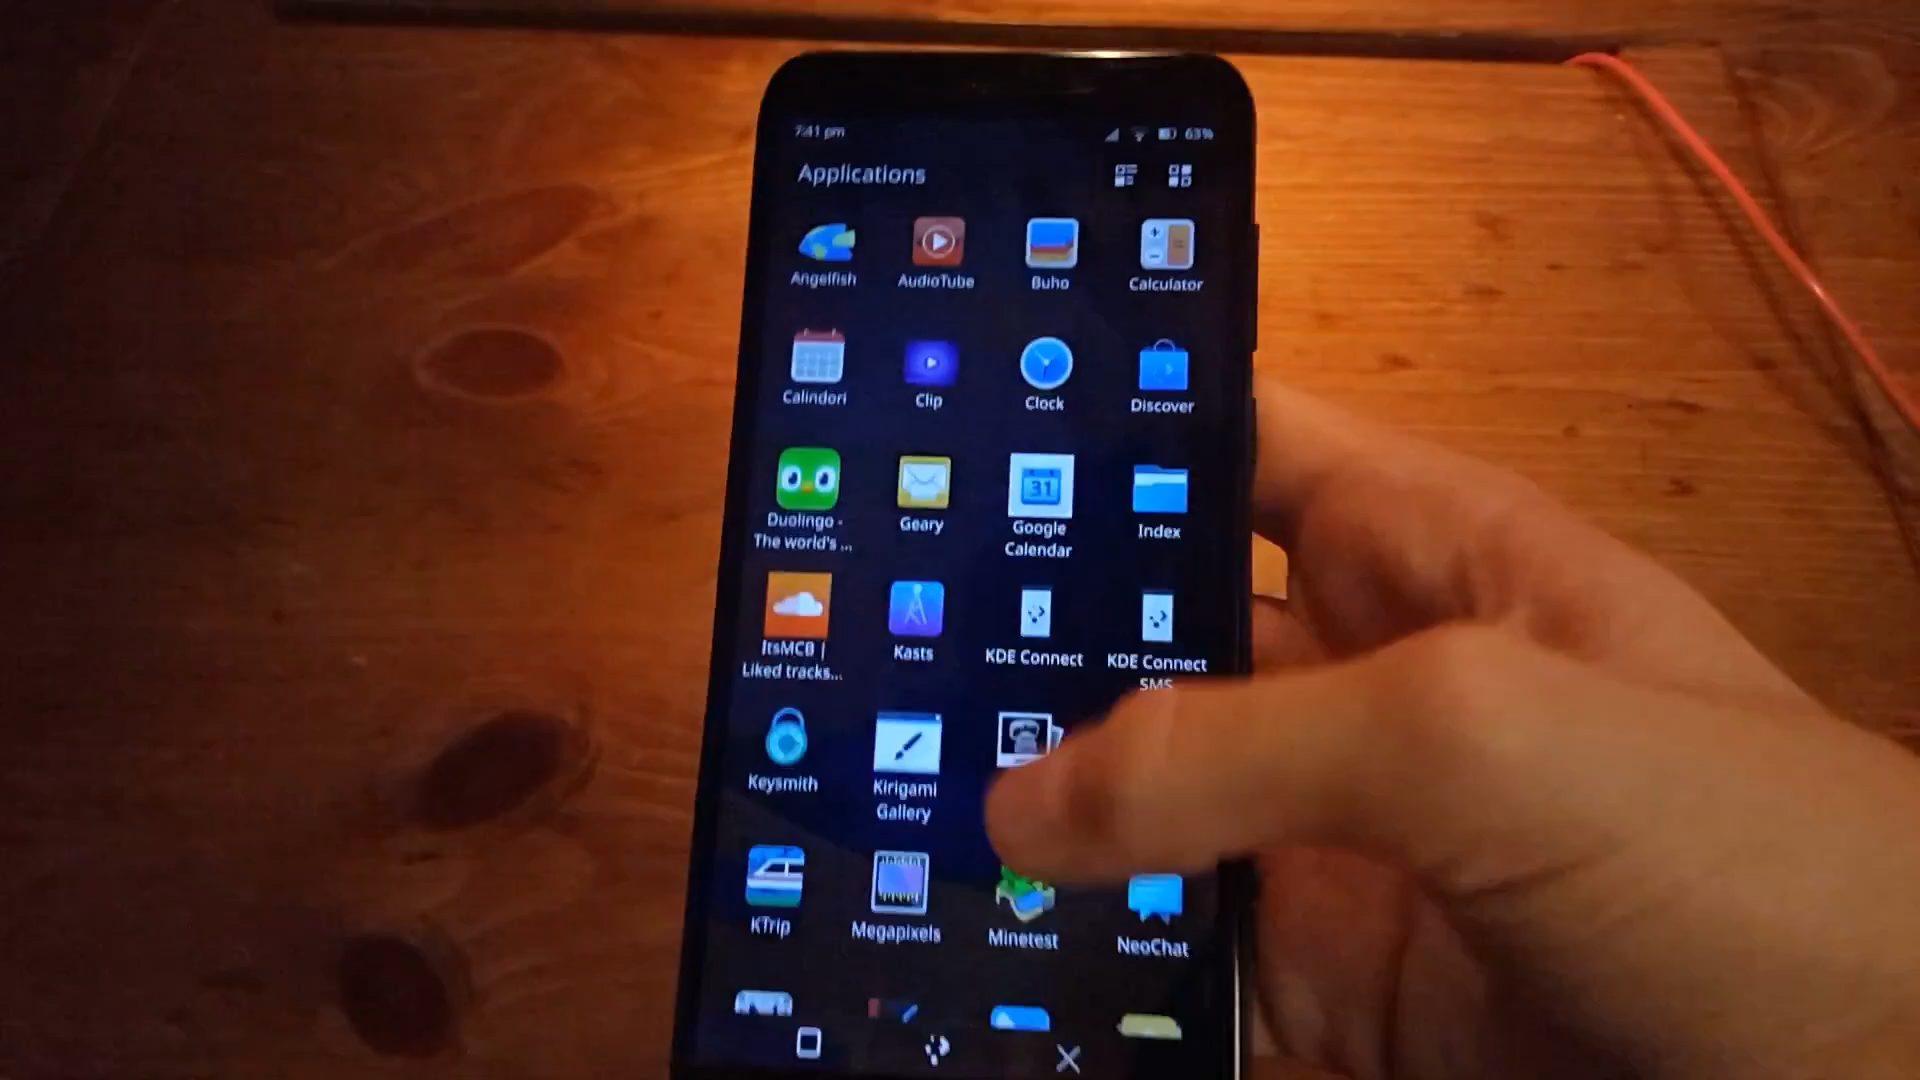 7:41 pm
63%
Applications
Angelfish
AudioTube
Buho
Calculator
Calindori
Clip
Clock
Discover
Duolingo -
The world's ...
Geary
31
Google
Calendar
Index
ItsMCB |
Liked tracks...
Kasts
KDE Connect
KDE Connect
SMS
Keysmith
Kirigami
Gallery
KTrip
Megapixels
Minetest
NeoChat